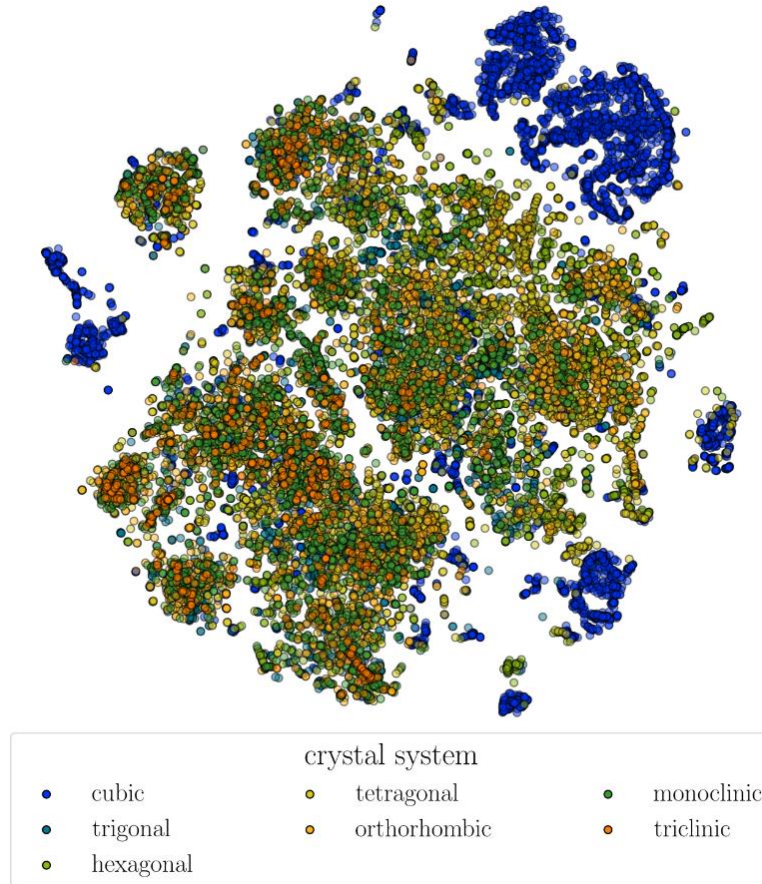 crystal system
cubic
tetragonal
monoclinic
trigonal
orthorhombic
triclinic
hexagonal